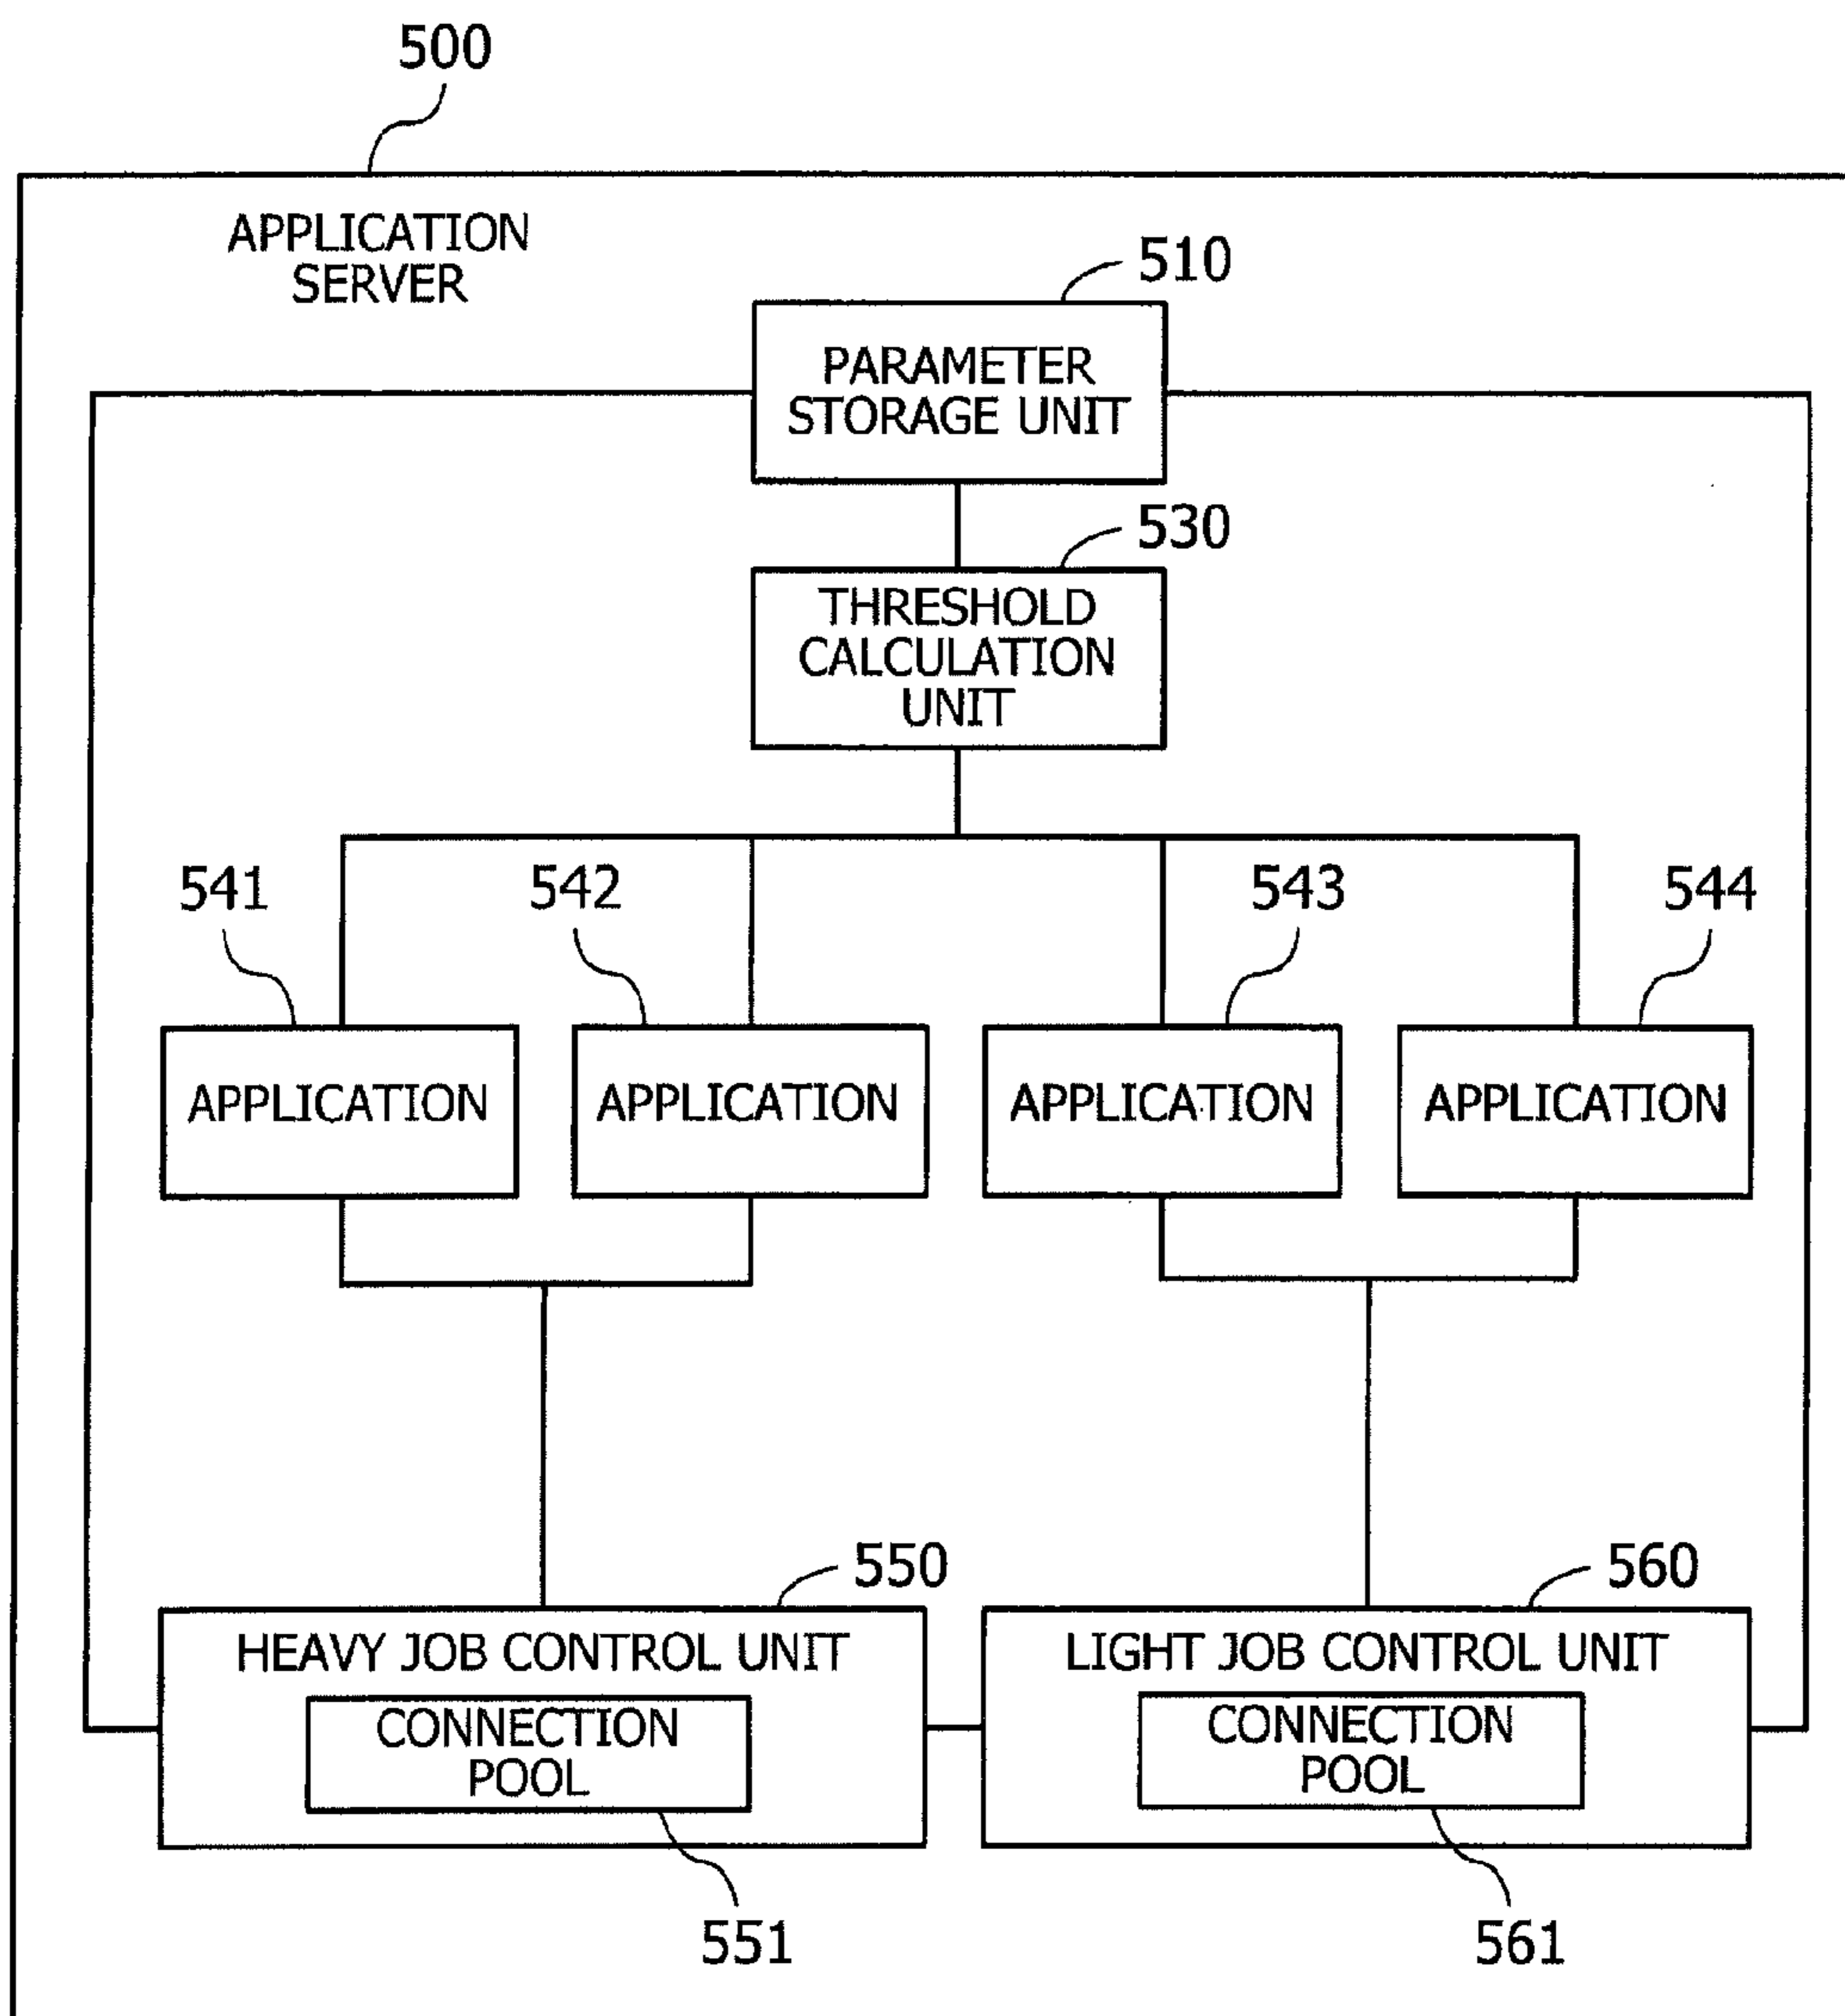 500
APPLICATION
SERVER
510
PARAMETER
STORAGE UNIT
530
THRESHOLD
CALCULATION
UNIT
541
542
543
544
APPLICATION
APPLICATION
APPLICATION
APPLICATION
550
560
HEAVY JOB CONTROL UNIT
LIGHT JOB CONTROL UNIT
CONNECTION
POOL
CONNECTION
POOL
551
561